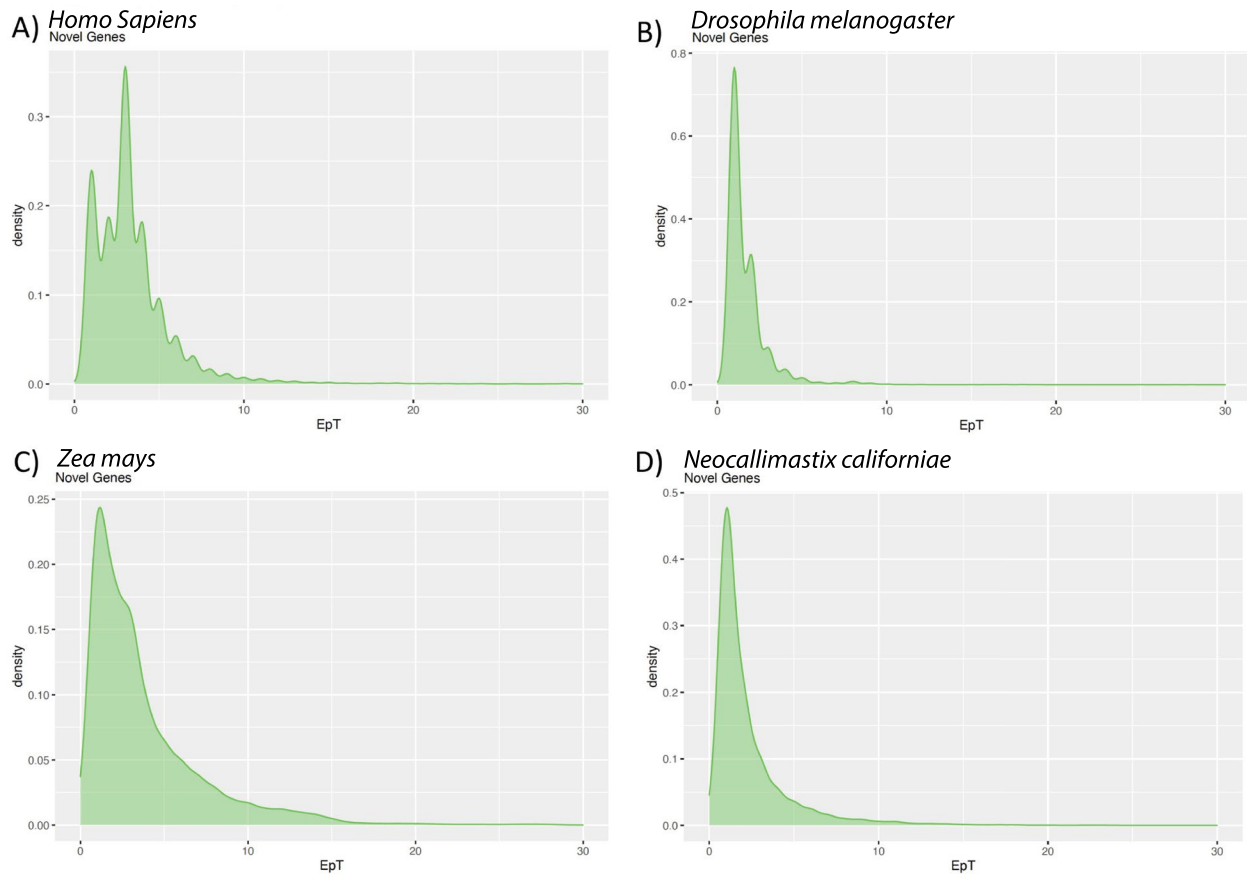 A) Homo Sapiens
Novel Genes
0.3
0.2
0.1
0.0
density
0 10 20 30
EpT
B) Drosophila melanogaster
Novel Genes
0.8
0.6
0.4
0.2
0.0
density
0 10 20 30
EpT
C) Zea mays
Novel Genes
0.25
0.20
0.15
0.10
0.05
0.00
density
0 10 20 30
EpT
D) Neocallimastix californiae
Novel Genes
0.5
0.4
0.3
0.2
0.1
0.0
density
0 10 20 30
EpT